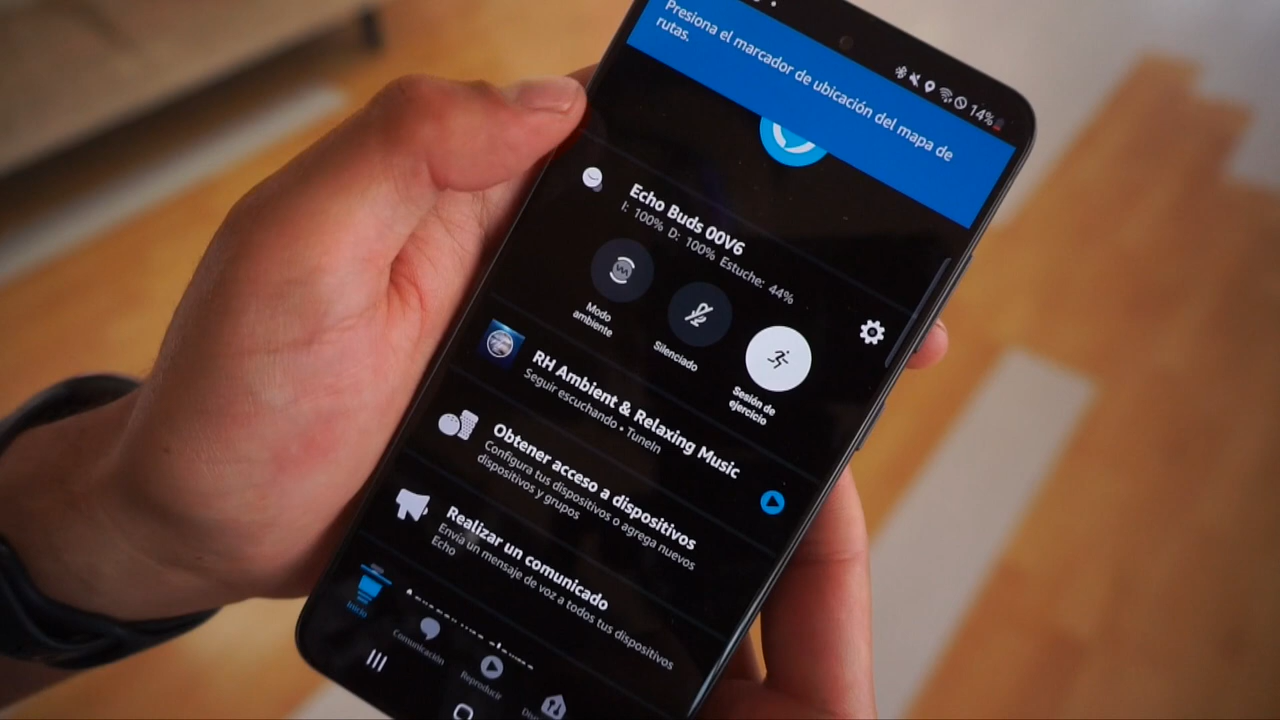 14%
Presiona el marcador de ubicación del mapa de
rutas.
Echo Buds 00V6
I: 100% D: 100% Estuche: 44%
Modo
ambiente
Silenciado
Sesión de
ejercicio
RH Ambient & Relaxing Music
Seguir escuchando • TuneIn
Obtener acceso a dispositivos
Configura tus dispositivos o agrega nuevos
dispositivos y grupos
Realizar un comunicado
Envía un mensaje de voz a todos tus dispositivos
Echo
Inicio
Comunicación
Reproducir